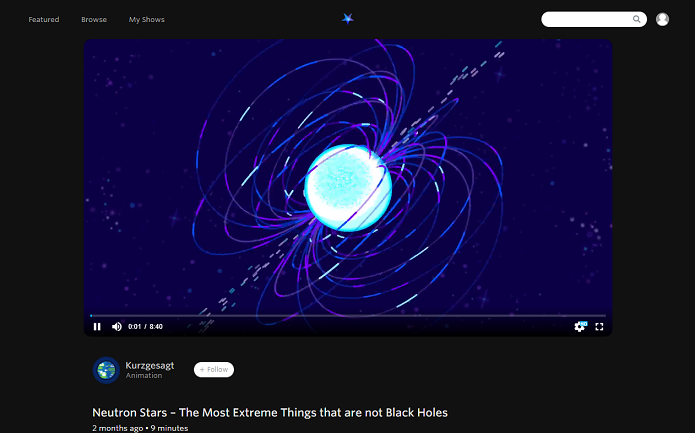 Featured Browse My Shows
0:01 / 8:40
HD
Kurzgesagt
Animation
+ Follow
Neutron Stars – The Most Extreme Things that are not Black Holes
2 months ago • 9 minutes